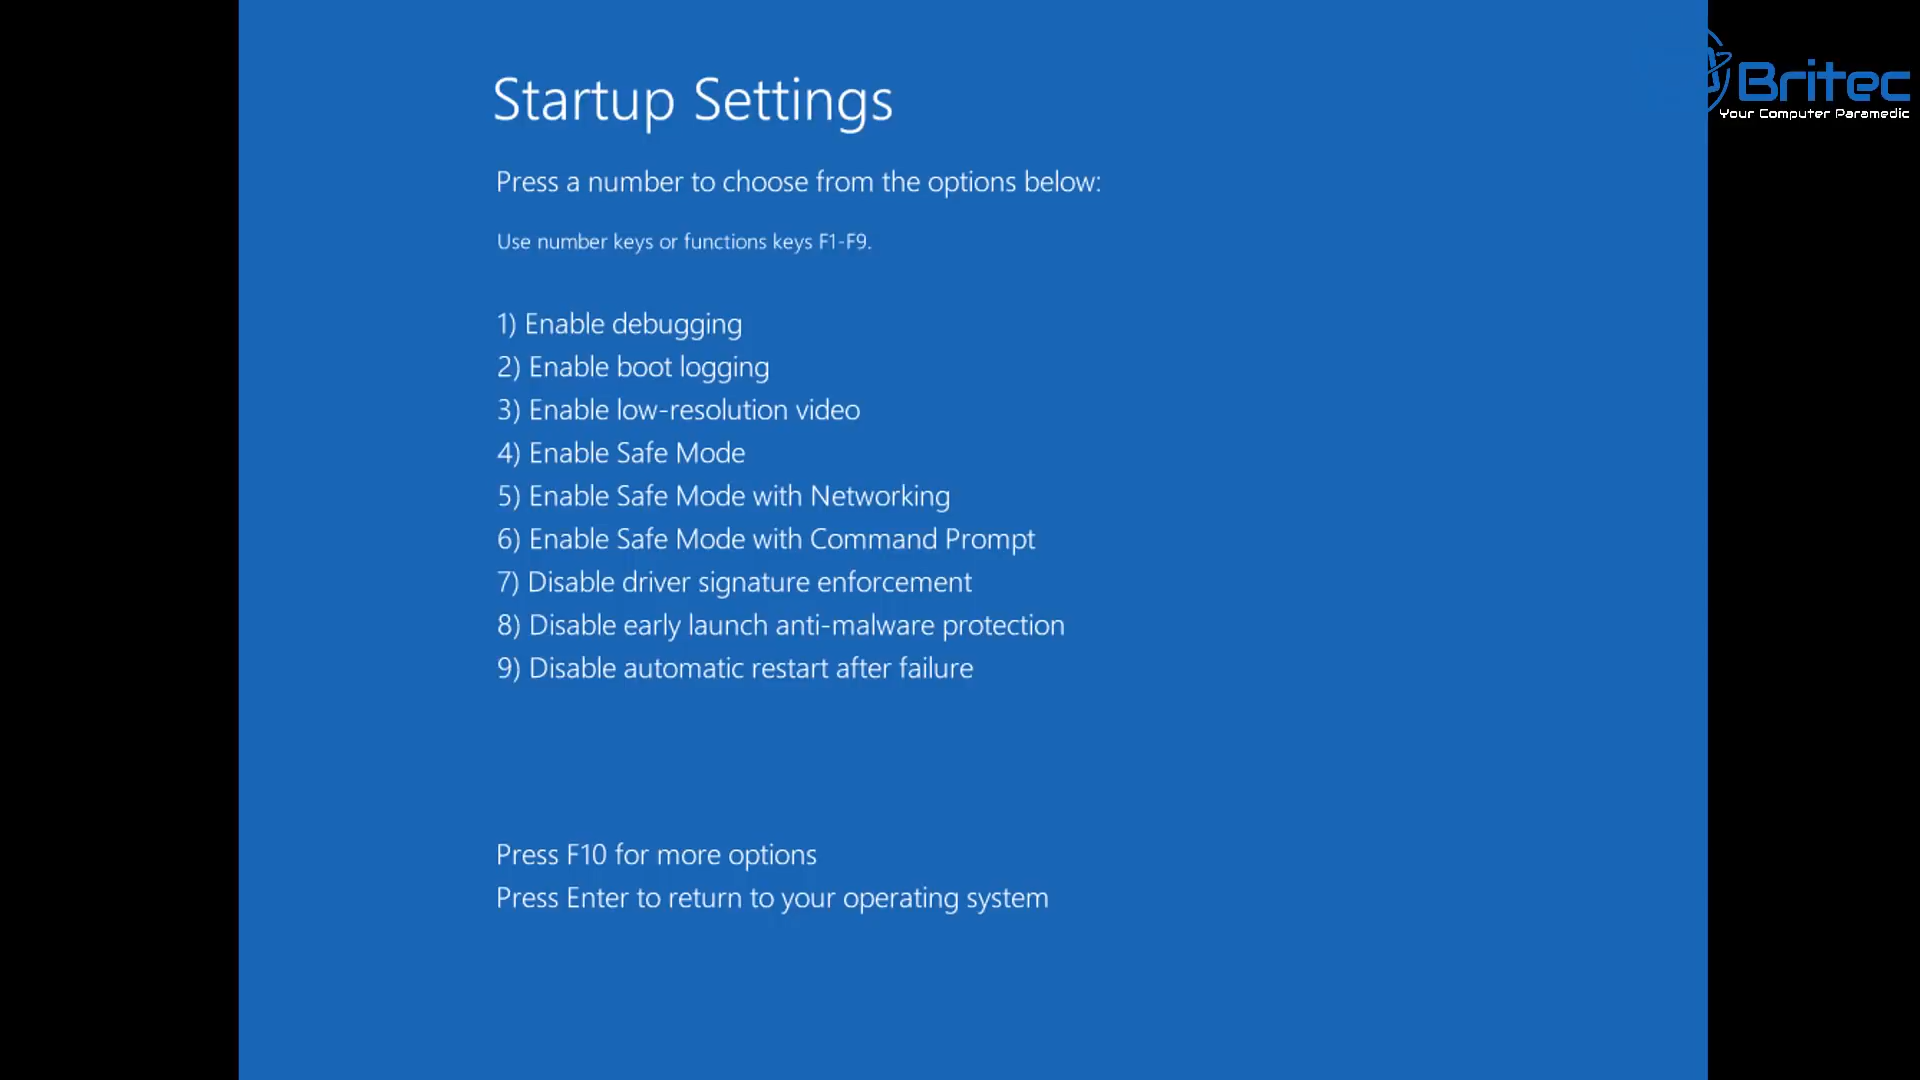 Startup Settings
Britec
Your Computer Paramedic
Press a number to choose from the options below:
Use number keys or functions keys F1-F9.
1) Enable debugging
2) Enable boot logging
3) Enable low-resolution video
4) Enable Safe Mode
5) Enable Safe Mode with Networking
6) Enable Safe Mode with Command Prompt
7) Disable driver signature enforcement
8) Disable early launch anti-malware protection
9) Disable automatic restart after failure
Press F10 for more options
Press Enter to return to your operating system